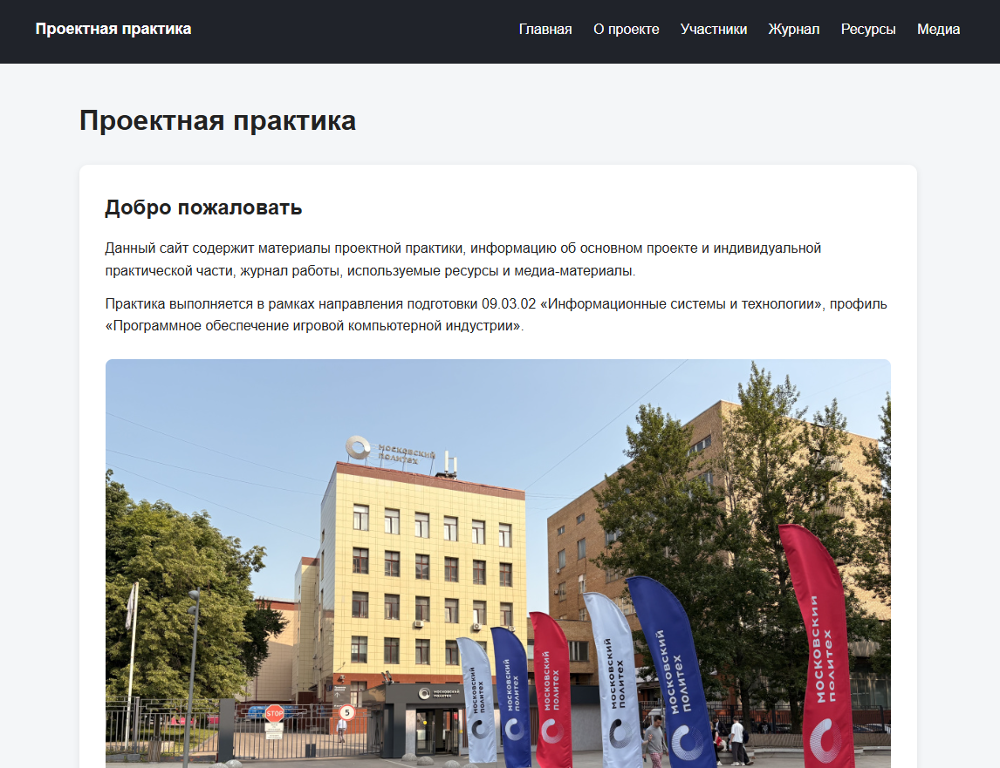 Проектная практика
Главная
О проекте
Участники
Журнал
Ресурсы
Медиа
Проектная практика
Добро пожаловать
Данный сайт содержит материалы проектной практики, информацию об основном проекте и индивидуальной
практической части, журнал работы, используемые ресурсы и медиа-материалы.
Практика выполняется в рамках направления подготовки 09.03.02 «Информационные системы и технологии», профиль
«Программное обеспечение игровой компьютерной индустрии».
МОСКОВСКИЙ
ПОЛИТЕХ
STOP
5
МОСКОВСКИЙ
ПОЛИТЕХ
МОСКОВСКИЙ
ПОЛИТЕХ
МОСКОВСКИЙ
ПОЛИТЕХ
МОСКОВСКИЙ
ПОЛИТЕХ
МОСКОВСКИЙ
ПОЛИТЕХ
МОСКОВСКИЙ
ПОЛИТЕХ
МОСКОВСКИЙ
ПОЛИТЕХ